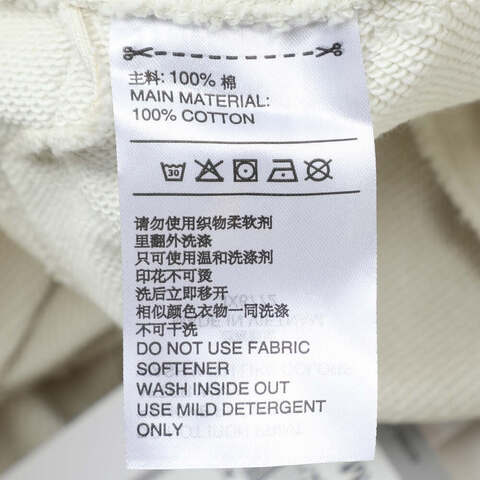 主料: 100% 棉
MAIN MATERIAL:
100% COTTON
30
请勿使用织物柔软剂
里翻外洗涤
只可使用温和洗涤剂
印花不可烫
洗后立即移开
相似颜色衣物一同洗涤
不可干洗
DO NOT USE FABRIC
SOFTENER
WASH INSIDE OUT
USE MILD DETERGENT
ONLY